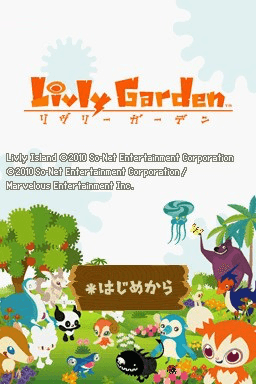 Livly Garden™
リヴリーガーデン
Livly Island ©2010 So-Net Entertainment Corporation
©2010 So-Net Entertainment Corporation /
Marvelous Entertainment Inc.
*はじめから